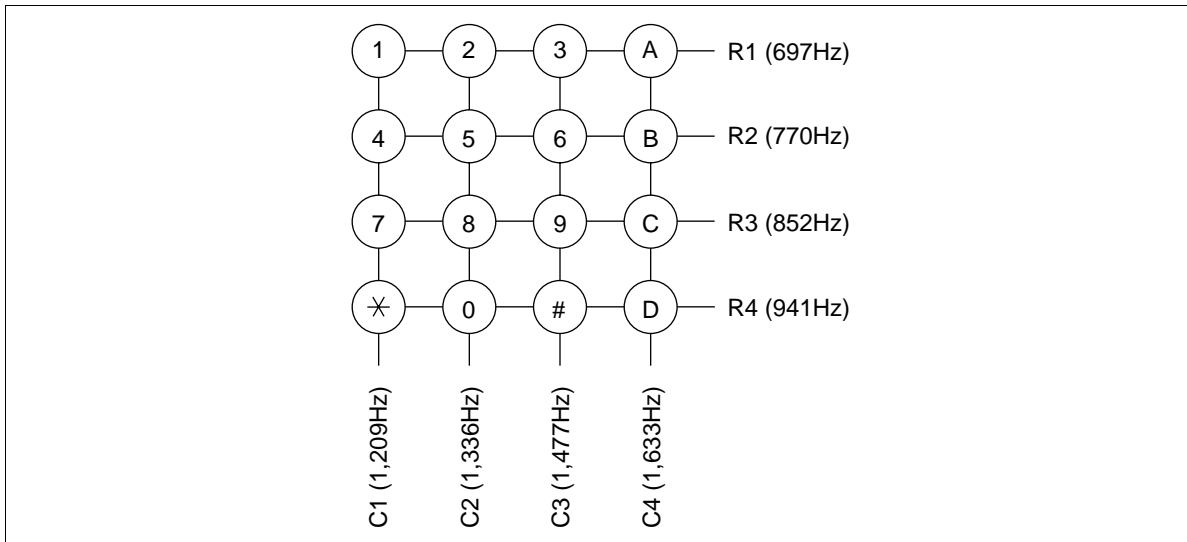 1 2 3 A R1 (697Hz)
4 5 6 B R2 (770Hz)
7 8 9 C R3 (852Hz)
* 0 # D R4 (941Hz)
C1 (1,209Hz)
C2 (1,336Hz)
C3 (1,477Hz)
C4 (1,633Hz)